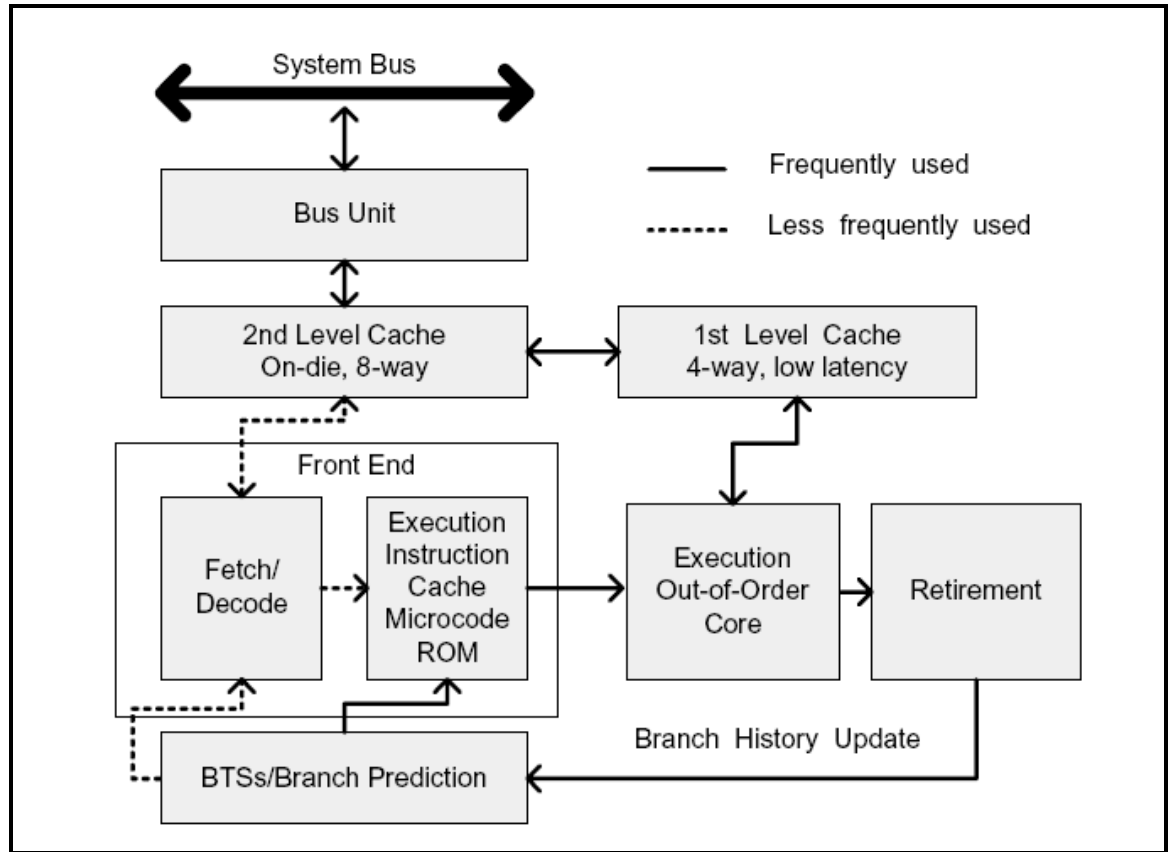 System Bus
Frequently used
Bus Unit
Less frequently used
2nd Level Cache
On-die, 8-way
1st Level Cache
4-way, low latency
Front End
Fetch/
Decode
Execution
Instruction
Cache
Microcode
ROM
Execution
Out-of-Order
Core
Retirement
Branch History Update
BTSs/Branch Prediction